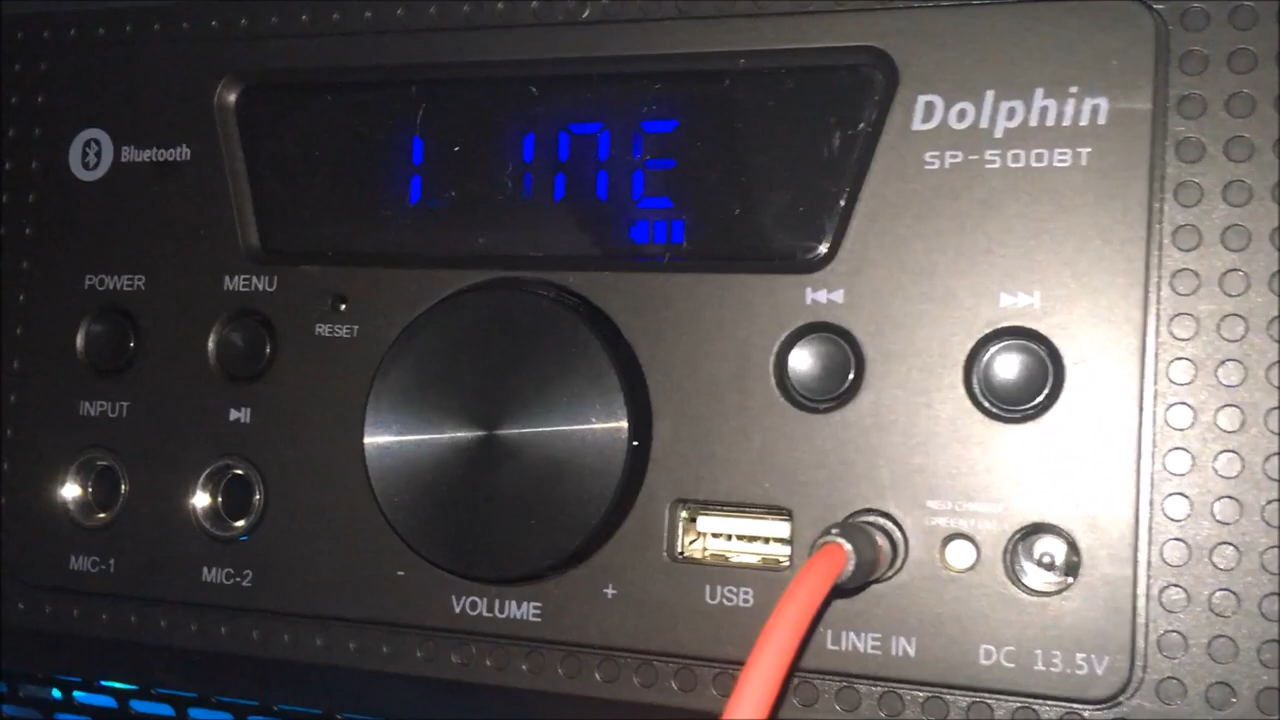 Bluetooth
Dolphin
SP-500BT
POWER
MENU
RESET
INPUT
MIC-1
MIC-2
- +
VOLUME
USB
LINE IN
DC 13.5V